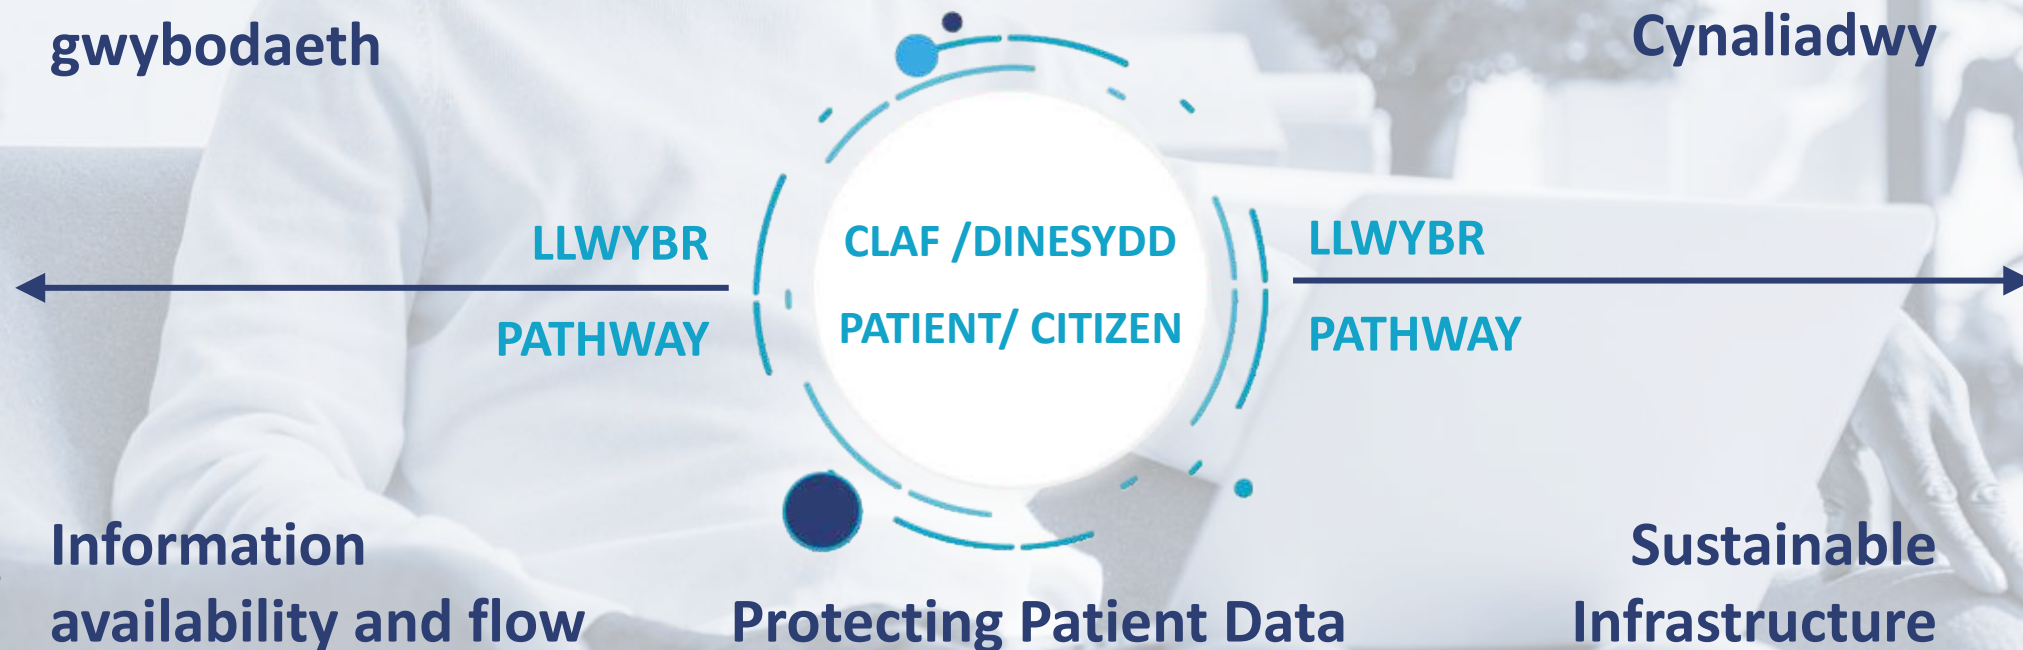 gwybodaeth
Cynaliadwy
LLWYBR
PATHWAY
CLAF /DINESYDD
PATIENT/ CITIZEN
LLWYBR
PATHWAY
Information
availability and flow
Protecting Patient Data
Sustainable
Infrastructure